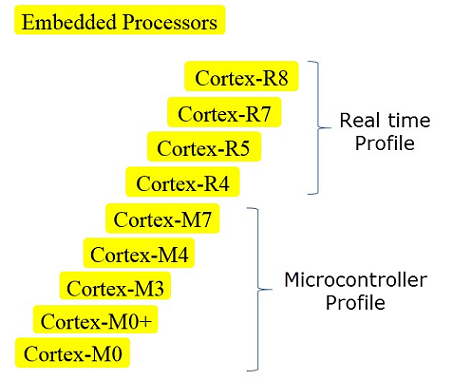 Embedded Processors
Cortex-R8
Cortex-R7
Cortex-R5
Cortex-R4
Real time
Profile
Cortex-M7
Cortex-M4
Cortex-M3
Cortex-M0+
Cortex-M0
Microcontroller
Profile